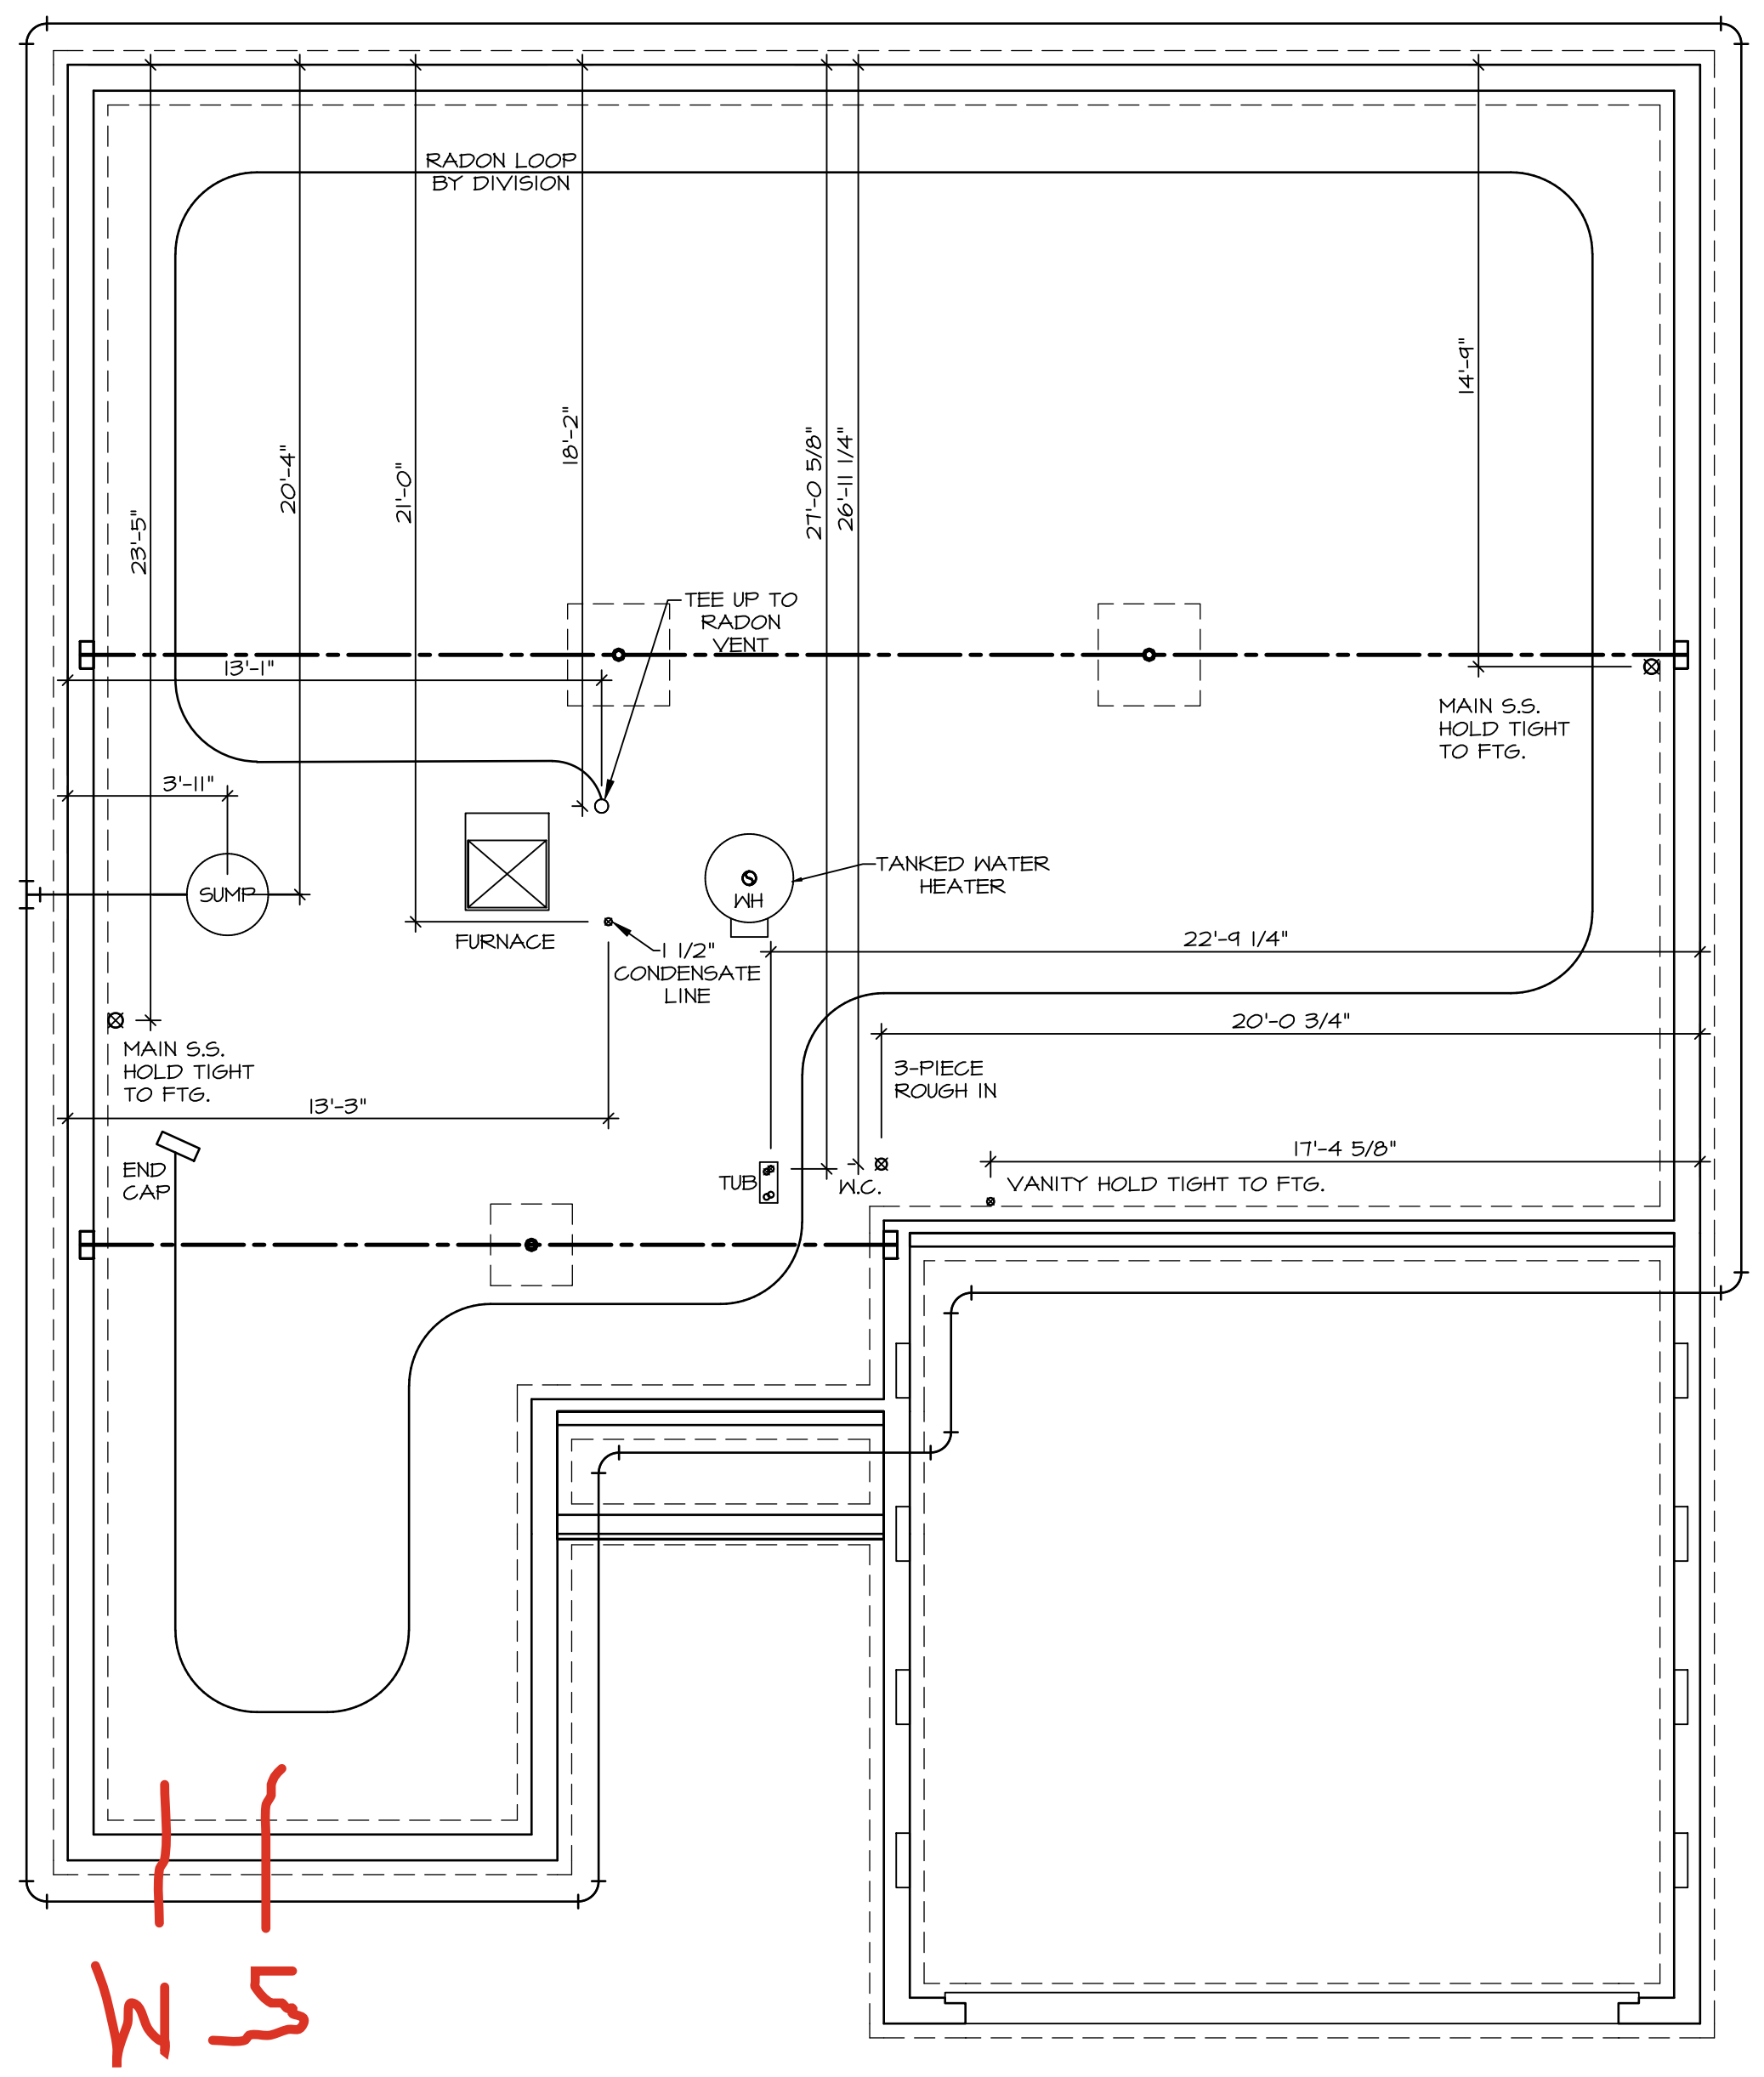 RADON LOOP
BY DIVISION
14'-9"
18'-2"
27'-0 5/8"
26'-11 1/4"
20'-4"
21'-0"
23'-5"
TEE UP TO
RADON
VENT
13'-1"
MAIN S.S.
HOLD TIGHT
TO FTG.
3'-11"
TANKED WATER
HEATER
SUMP
S
WH
FURNACE
22'-9 1/4"
1 1/2"
CONDENSATE
LINE
20'-0 3/4"
MAIN S.S.
HOLD TIGHT
TO FTG.
3-PIECE
ROUGH IN
13'-3"
17'-4 5/8"
END
CAP
TUB
W.C.
VANITY HOLD TIGHT TO FTG.
W S